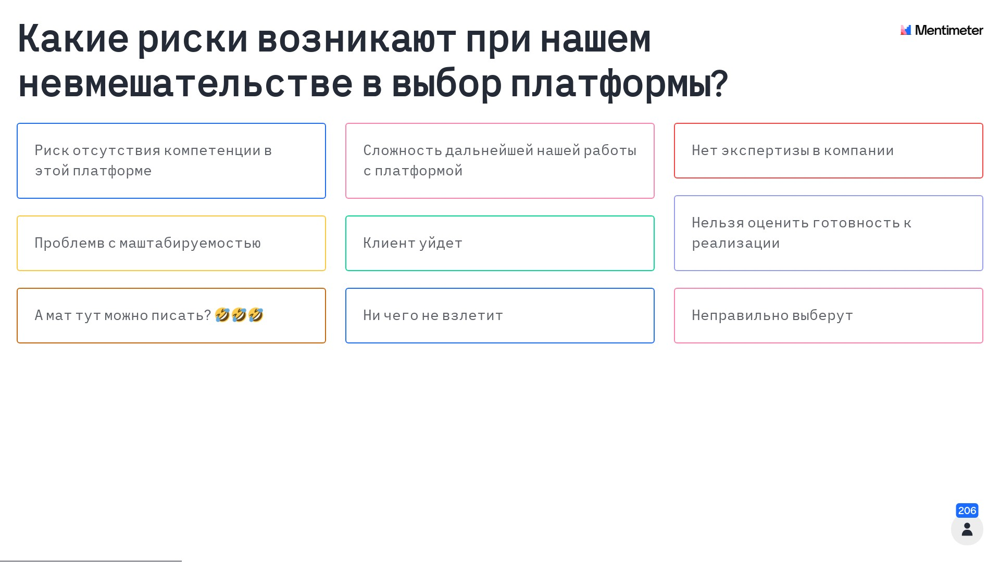 Какие риски возникают при нашем
невмешательстве в выбор платформы?
Mentimeter
Риск отсутствия компетенции в
этой платформе
Сложность дальнейшей нашей работы
с платформой
Нет экспертизы в компании
Проблемв с маштабируемостью
Клиент уйдет
Нельзя оценить готовность к
реализации
А мат тут можно писать? 🤣🤣🤣
Ни чего не взлетит
Неправильно выберут
206